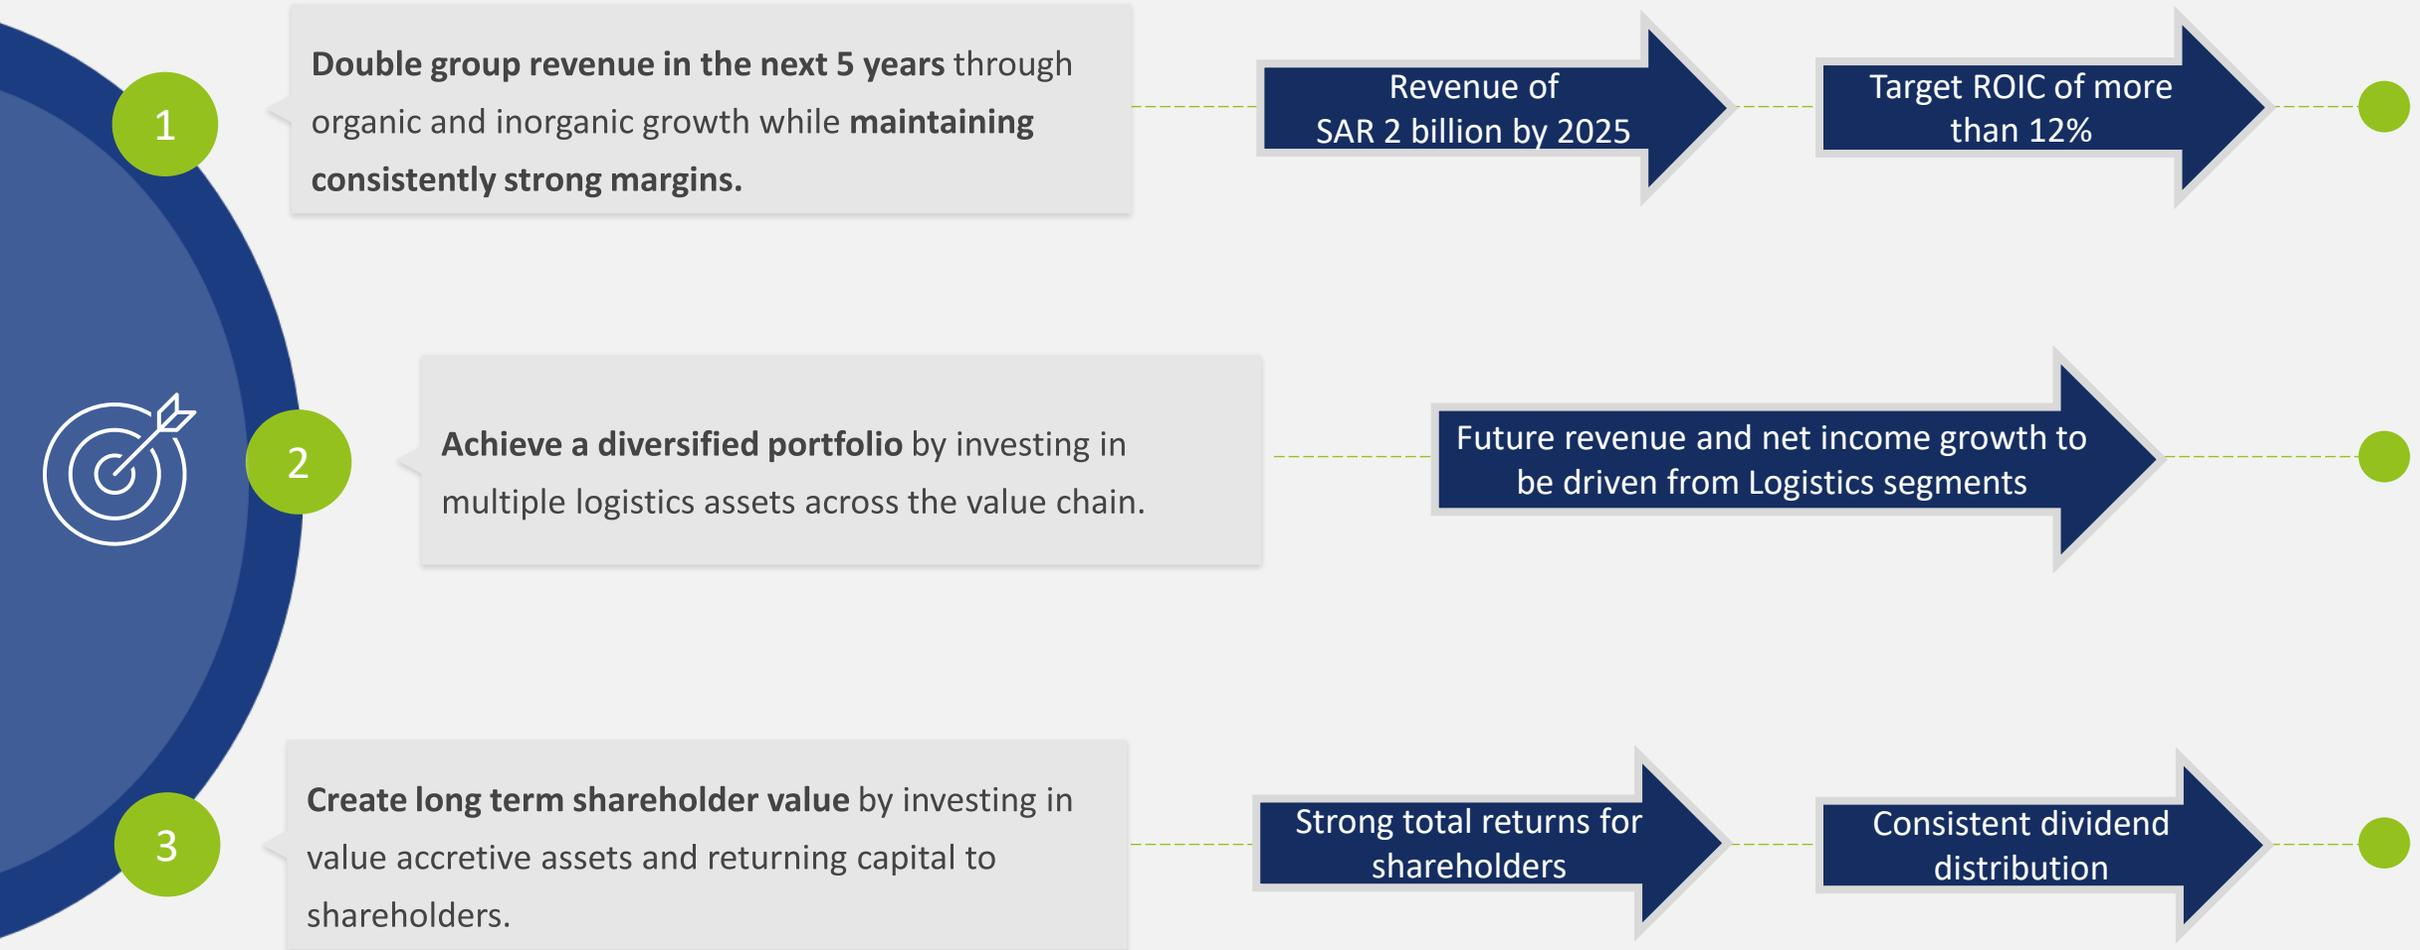 1
Double group revenue in the next 5 years through
organic and inorganic growth while maintaining
consistently strong margins.
Revenue of
SAR 2 billion by 2025
Target ROIC of more
than 12%
2
Achieve a diversified portfolio by investing in
multiple logistics assets across the value chain.
Future revenue and net income growth to
be driven from Logistics segments
3
Create long term shareholder value by investing in
value accretive assets and returning capital to
shareholders.
Strong total returns for
shareholders
Consistent dividend
distribution